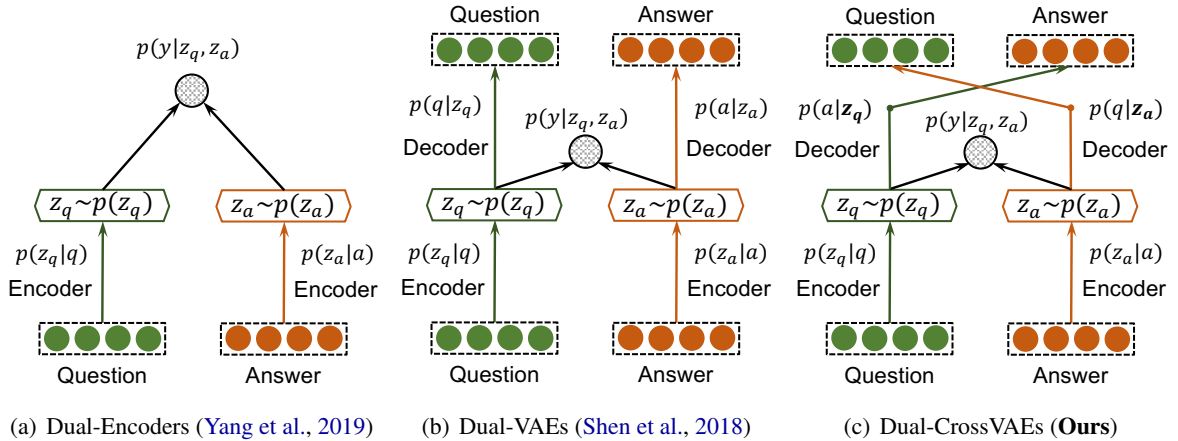 p(y|z_q, z_a)
z_q~p(z_q)
z_a~p(z_a)
p(z_q|q)
p(z_a|a)
Encoder
Encoder
Question
Answer
(a) Dual-Encoders (Yang et al., 2019)
Question
Answer
p(q|z_q)
p(a|z_a)
p(y|z_q, z_a)
Decoder
Decoder
z_q~p(z_q)
z_a~p(z_a)
p(z_q|q)
p(z_a|a)
Encoder
Encoder
Question
Answer
(b) Dual-VAEs (Shen et al., 2018)
Question
Answer
p(a|z_q)
p(q|z_a)
p(y|z_q, z_a)
Decoder
Decoder
z_q~p(z_q)
z_a~p(z_a)
p(z_q|q)
p(z_a|a)
Encoder
Encoder
Question
Answer
(c) Dual-CrossVAEs (Ours)